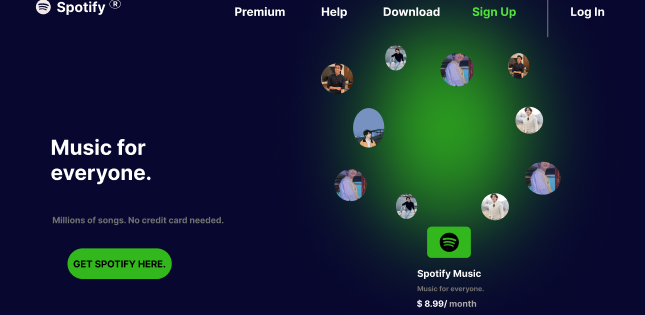 Spotify ®
Premium
Help
Download
Sign Up
Log In
Music for
everyone.
Millions of songs. No credit card needed.
GET SPOTIFY HERE.
Spotify Music
Music for everyone.
$ 8.99/ month